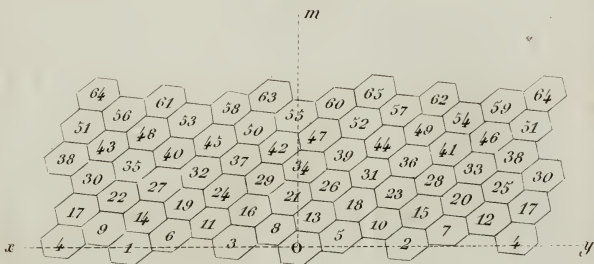 m
64 61 58 63 60 65 62 59 64
56 53 55 57 54
51 48 45 50 47 52 49 46 51
43 40 42 44 41
38 35 37 34 39 36 38
32 31 33
30 27 29 26 28 25 30
22 24 21 23 20
17 19 16 18 15 17
14 11 13 12
9 6 8 5 10 7
x 4 1 3 0 2 4 y